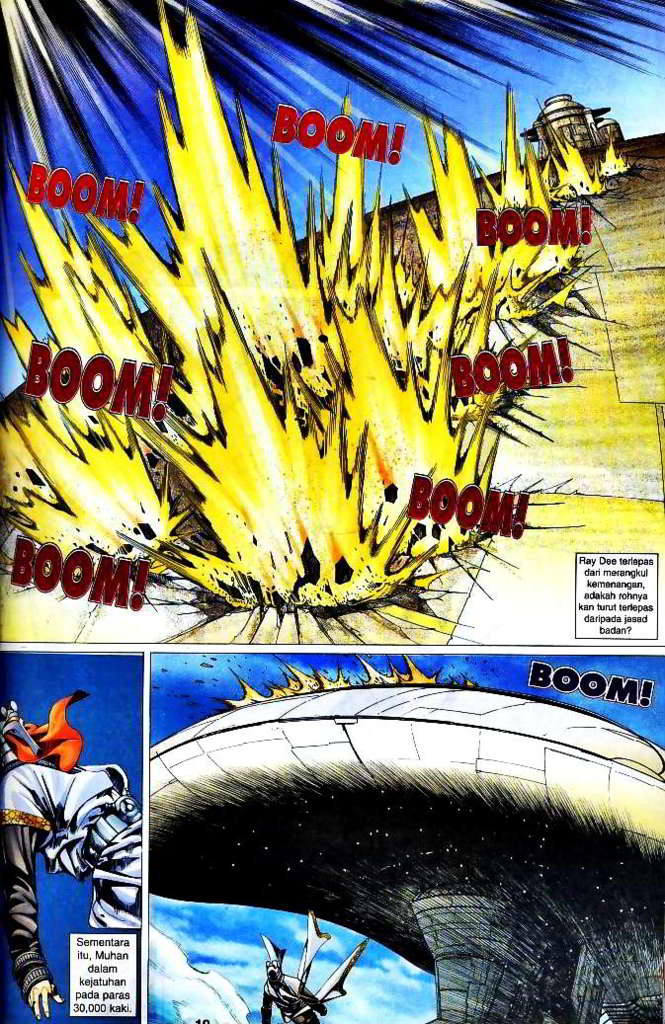 BOOM!
BOOM!
BOOM!
BOOM!
BOOM!
BOOM!
BOOM!
Ray Dee terlepas
dari merangkul
kemenangan,
adakah rohnya
kan turut terlepas
daripada jasad
badan?
BOOM!
Sementara
itu, Muhan
dalam
kejatuhan
pada paras
30,000 kaki.